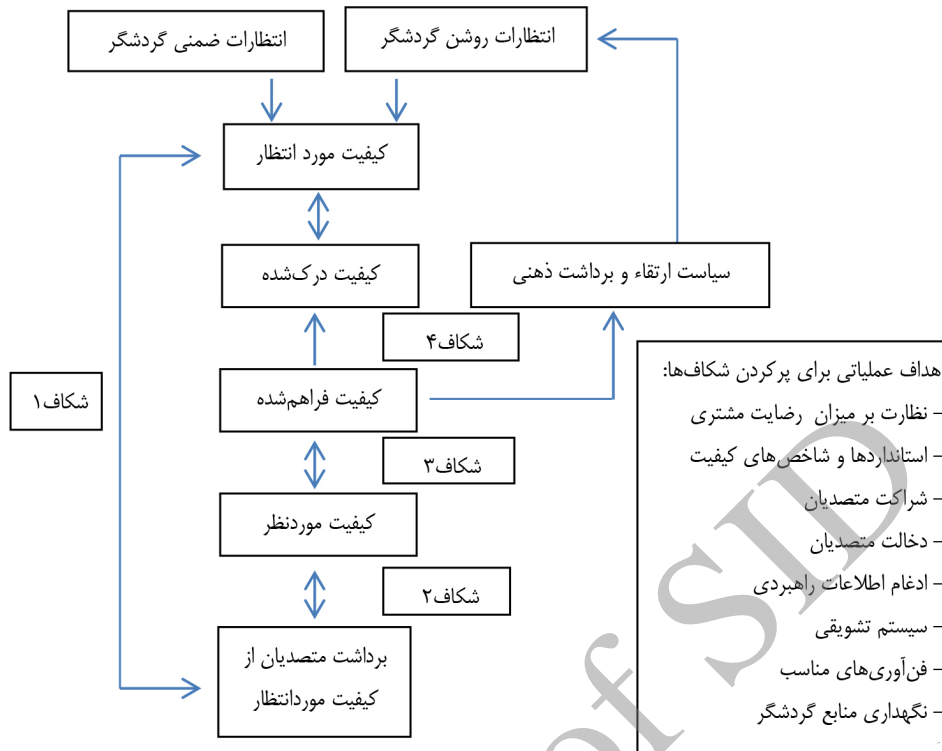 انتظارات ضمنی گردشگر
انتظارات روشن گردشگر
کیفیت مورد انتظار
کیفیت درک‌شده
سیاست ارتقاء و برداشت ذهنی
شکاف۴
کیفیت فراهم‌شده
شکاف۱
شکاف۳
کیفیت موردنظر
شکاف۲
برداشت متصدیان از
کیفیت موردانتظار
هداف عملیاتی برای پرکردن شکاف‌ها:
- نظارت بر میزان رضایت مشتری
- استانداردها و شاخص‌های کیفیت
- شراکت متصدیان
- دخالت متصدیان
- ادغام اطلاعات راهبردی
- سیستم تشویقی
- فن‌آوری‌های مناسب
- نگهداری منابع گردشگر
of SID